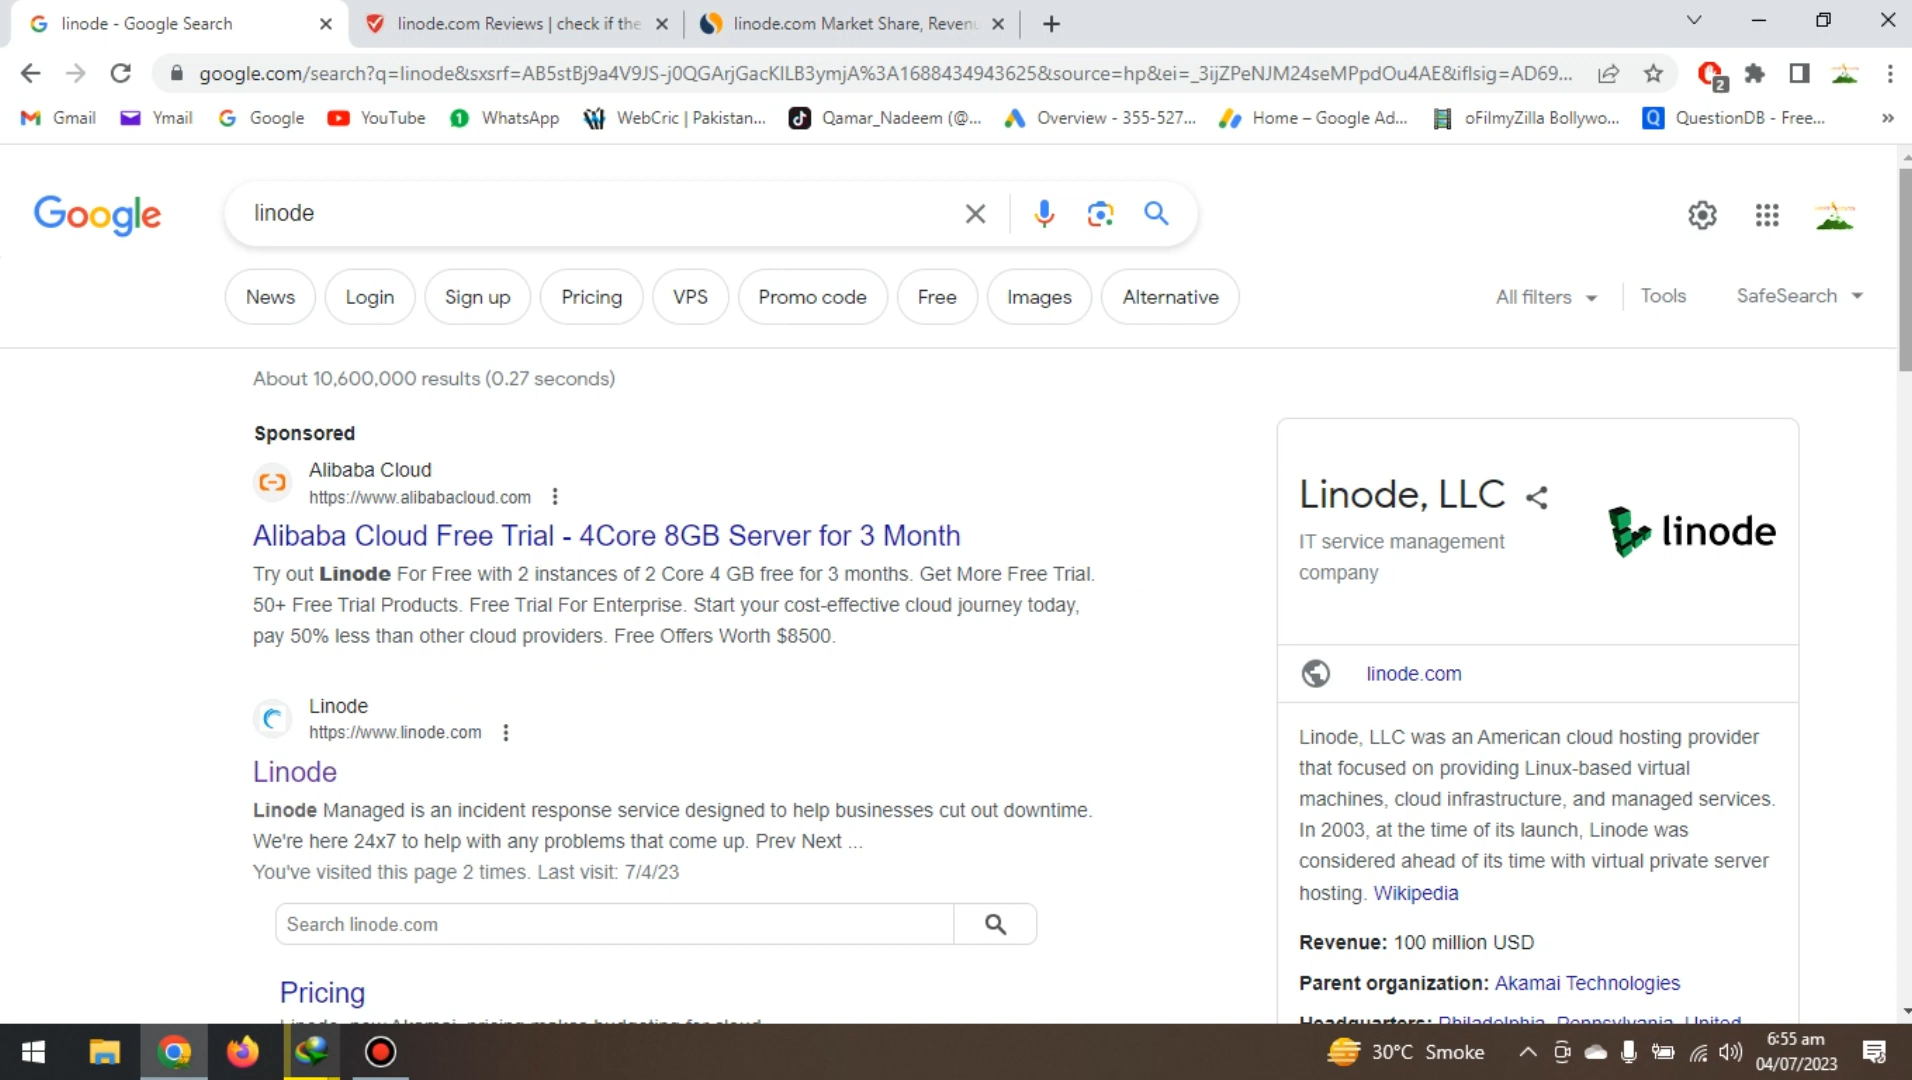 linode - Google Search
linode.com Reviews | check if the
linode.com Market Share, Revenu
google.com/search?q=linode&sxsrf=AB5stBj9a4V9JS-j0QGArjGacKILB3ymjA%3A1688434943625&source=hp&ei=_3ijZPeNJM24seMPpdOu4AE&iflsig=AD69...
2
Gmail
Ymail
Google
YouTube
WhatsApp
WebCric | Pakistan...
Qamar_Nadeem (@...
Overview - 355-527...
Home – Google Ad...
oFilmyZilla Bollywo...
QuestionDB - Free...
»
Google
linode
News
Login
Sign up
Pricing
VPS
Promo code
Free
Images
Alternative
All filters
Tools
SafeSearch
About 10,600,000 results (0.27 seconds)
Sponsored
Alibaba Cloud
https://www.alibabacloud.com
Alibaba Cloud Free Trial - 4Core 8GB Server for 3 Month
Try out Linode For Free with 2 instances of 2 Core 4 GB free for 3 months. Get More Free Trial.
50+ Free Trial Products. Free Trial For Enterprise. Start your cost-effective cloud journey today,
pay 50% less than other cloud providers. Free Offers Worth $8500.
Linode
https://www.linode.com
Linode
Linode Managed is an incident response service designed to help businesses cut out downtime.
We're here 24x7 to help with any problems that come up. Prev Next ...
You've visited this page 2 times. Last visit: 7/4/23
Search linode.com
Pricing
Linode, now Akamai, pricing makes budgeting for cloud
Linode, LLC
IT service management
company
linode
linode.com
Linode, LLC was an American cloud hosting provider
that focused on providing Linux-based virtual
machines, cloud infrastructure, and managed services.
In 2003, at the time of its launch, Linode was
considered ahead of its time with virtual private server
hosting. Wikipedia
Revenue: 100 million USD
Parent organization: Akamai Technologies
Headquarters: Philadelphia, Pennsylvania, United
30°C Smoke
6:55 am
04/07/2023